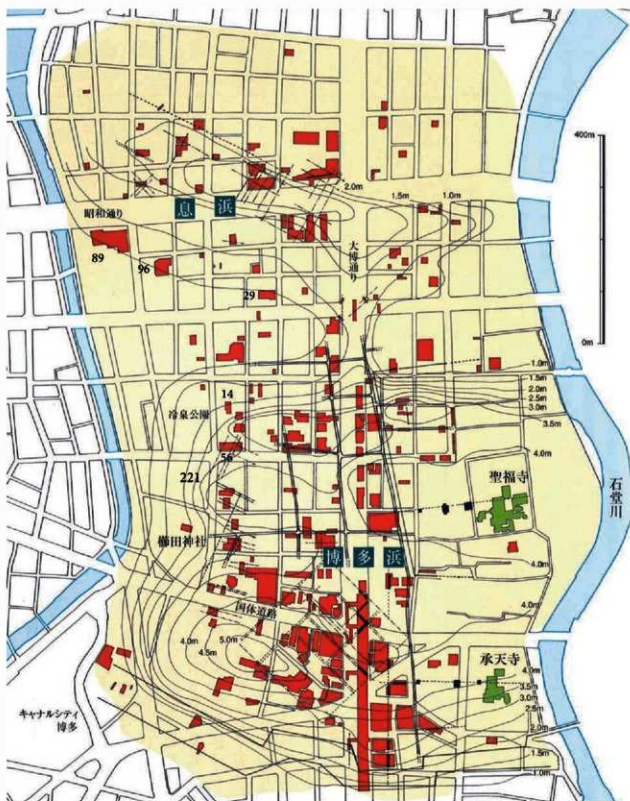 400m
0m
2.0m
1.5m
1.0m
昭和通り
息浜
大博通り
89
96
29
1.0m
1.5m
2.0m
2.5m
3.0m
3.5m
14
冷泉公園
56
4.0m
221
聖福寺
石堂川
櫛田神社
博多浜
4.0m
4.0m
国体道路
5.0m
4.0m
4.5m
承天寺
4.0m
3.5m
3.0m
2.5m
2.0m
1.5m
1.0m
キャナルシティ
博多